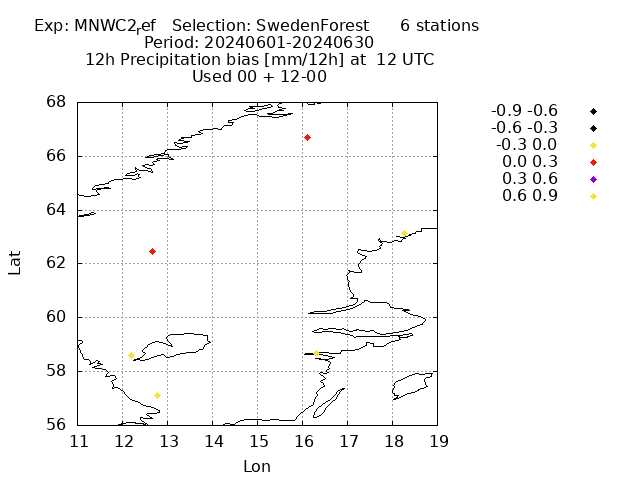 Exp: MNWC2ref Selection: SwedenForest 6 stations
Period: 20240601-20240630
12h Precipitation bias [mm/12h] at 12 UTC
Used 00 + 12-00
-0.9 -0.6
-0.6 -0.3
-0.3 0.0
0.0 0.3
0.3 0.6
0.6 0.9
68
66
64
62
60
58
56
Lat
11 12 13 14 15 16 17 18 19
Lon